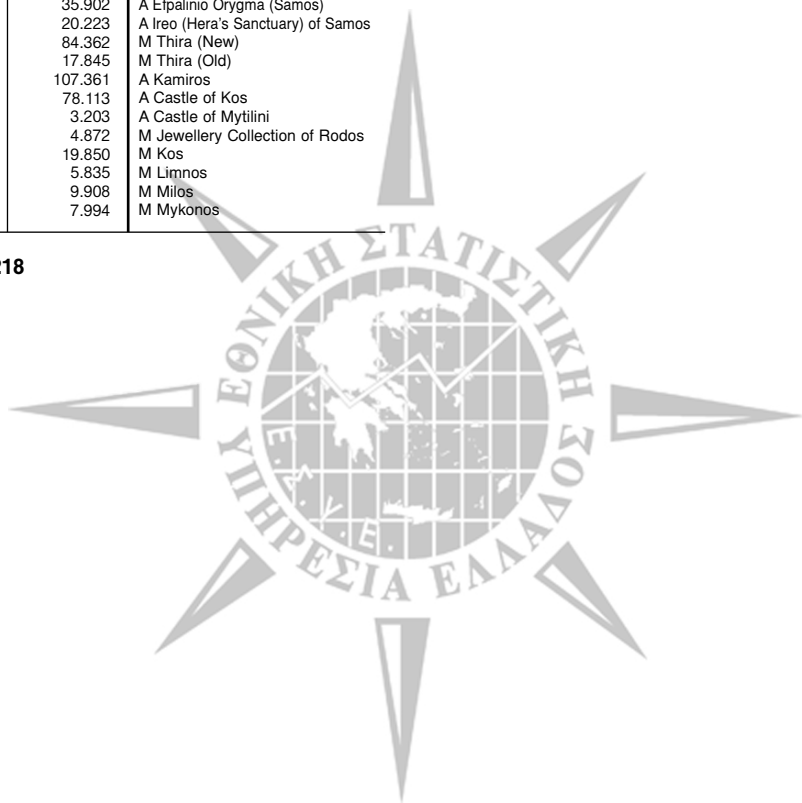 35.902 A Efpalinio Orygma (Samos)
20.223 A Ireo (Hera's Sanctuary) of Samos
84.362 M Thira (New)
17.845 M Thira (Old)
107.361 A Kamiros
78.113 A Castle of Kos
3.203 A Castle of Mytilini
4.872 M Jewellery Collection of Rodos
19.850 M Kos
5.835 M Limnos
9.908 M Milos
7.994 M Mykonos
218
ΕΘΝΙΚΗ ΣΤΑΤΙΣΤΙΚΗ
ΥΠΗΡΕΣΙΑ ΕΛΛΑΔΟΣ
Ε.Σ.Υ.Ε.